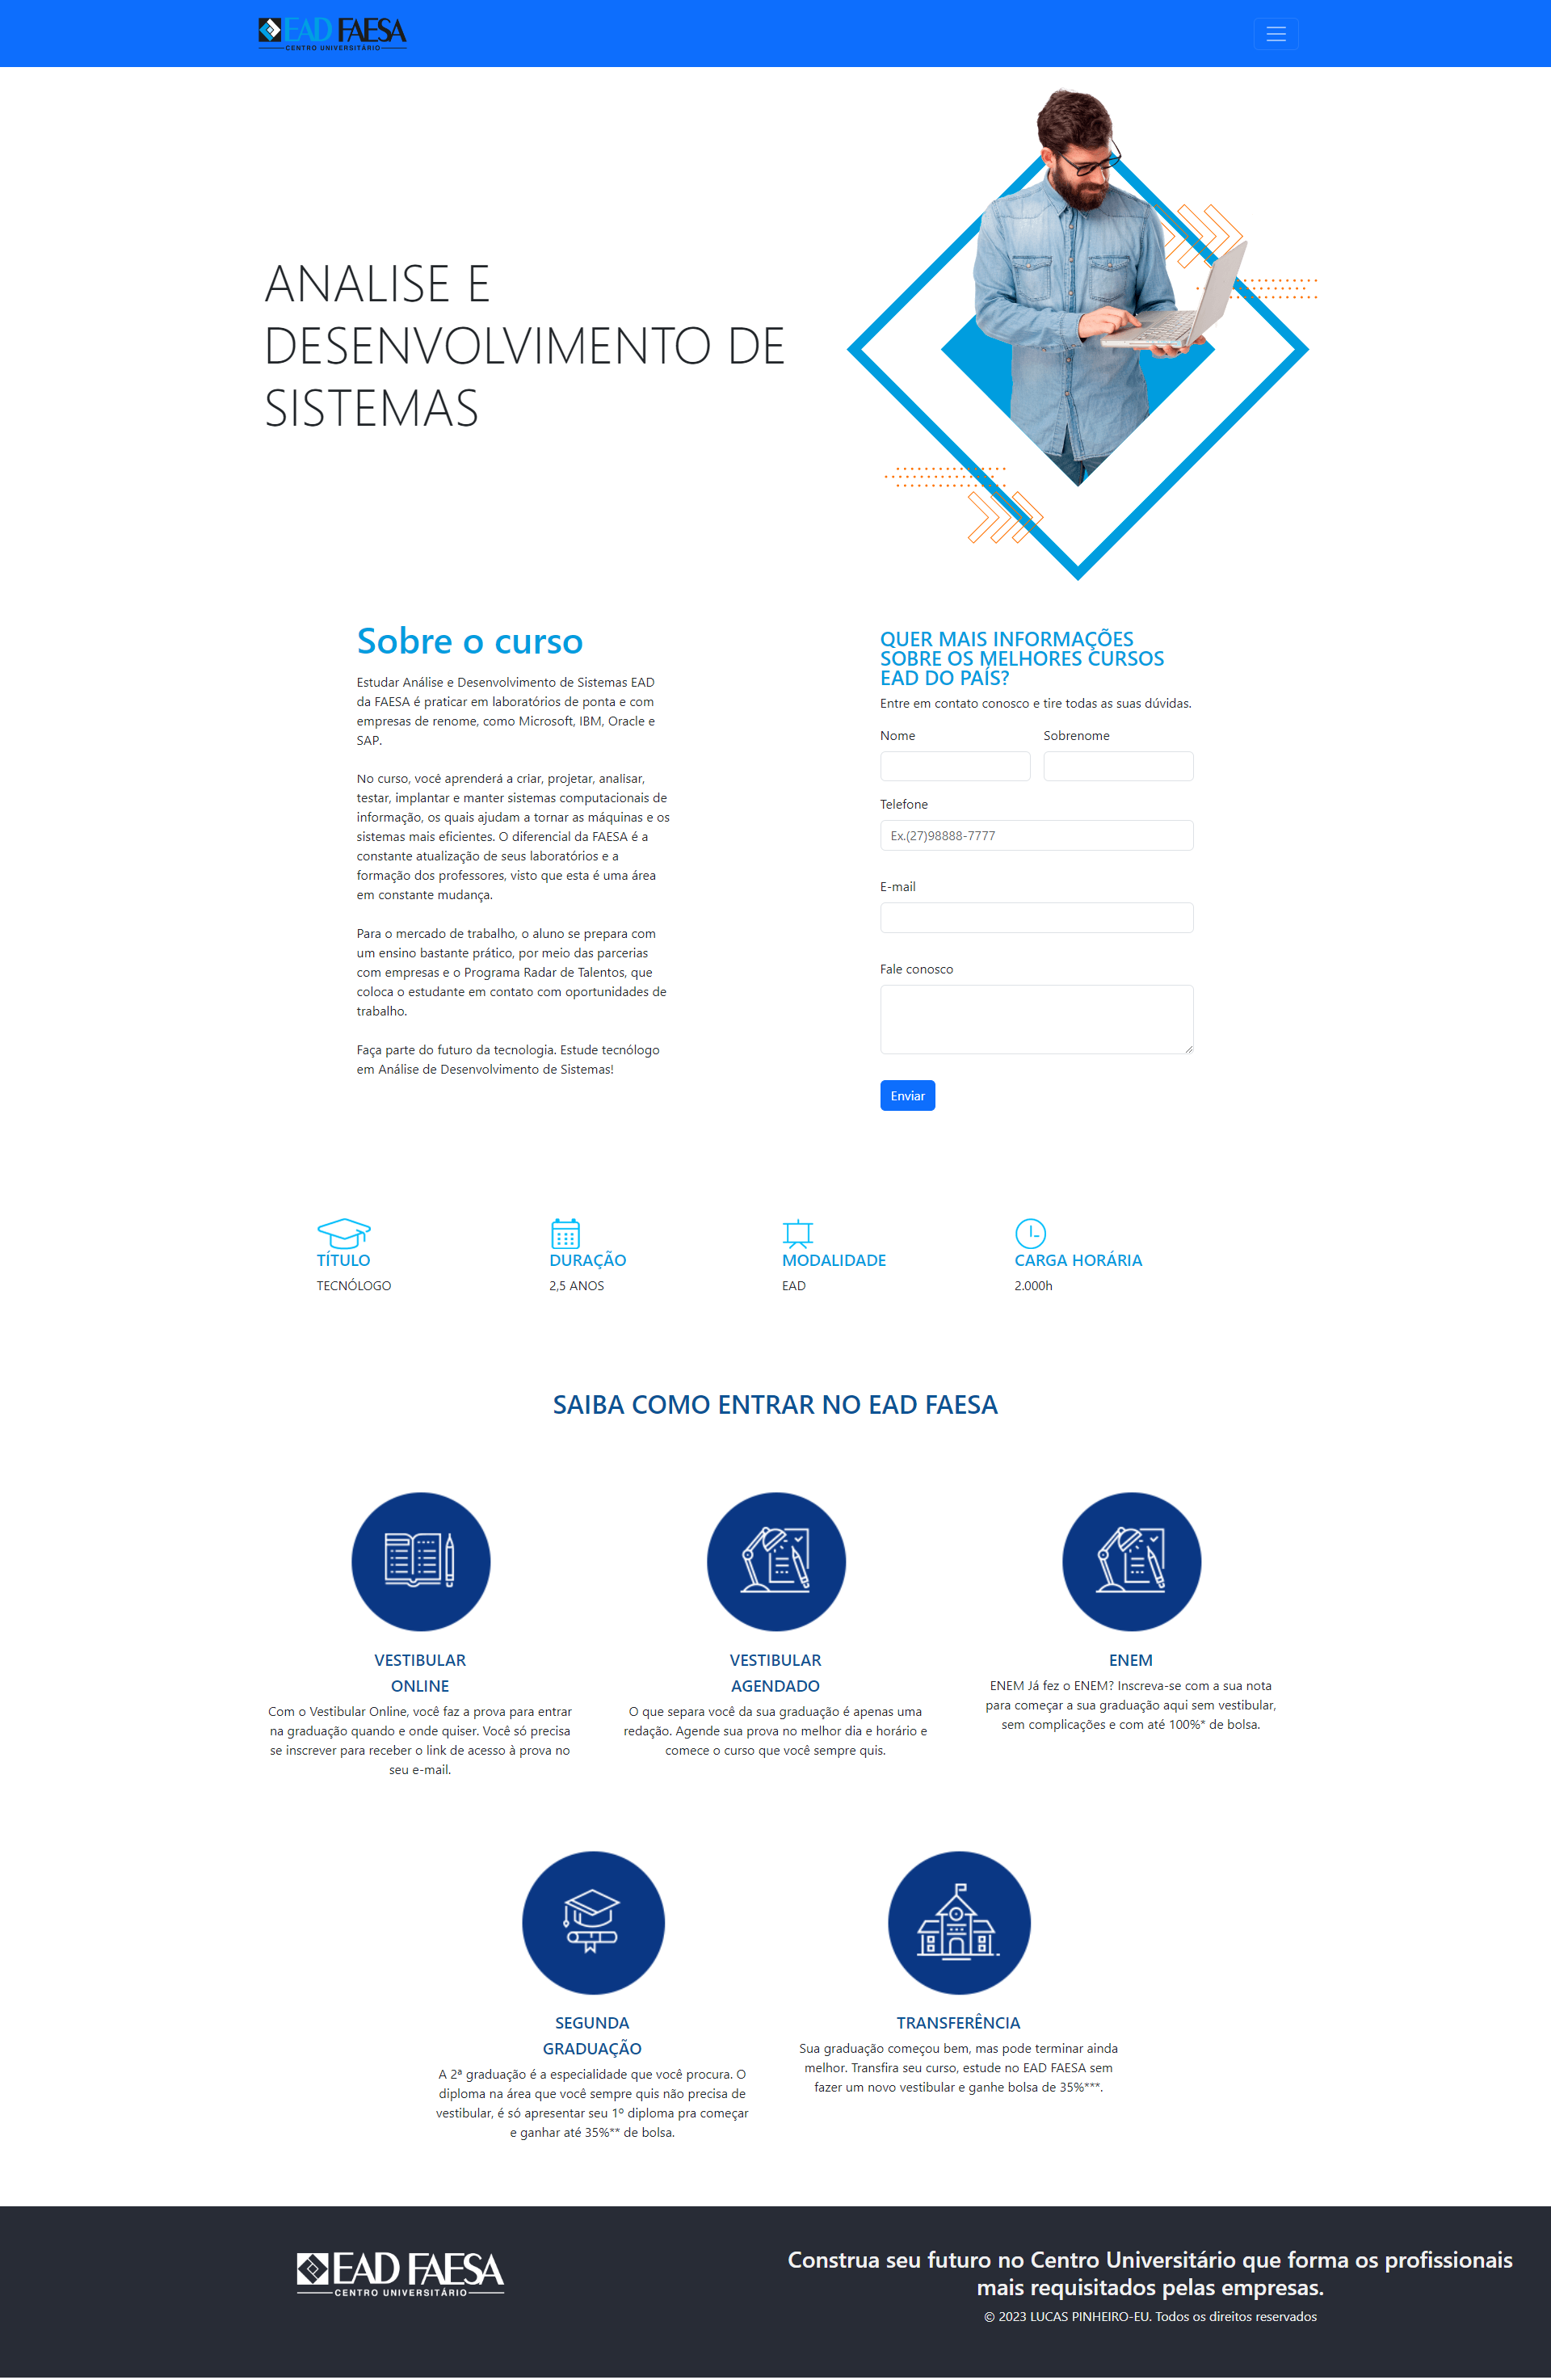 EAD FAESA
CENTRO UNIVERSITÁRIO
ANALISE E
DESENVOLVIMENTO DE
SISTEMAS
Sobre o curso
Estudar Análise e Desenvolvimento de Sistemas EAD
da FAESA é praticar em laboratórios de ponta e com
empresas de renome, como Microsoft, IBM, Oracle e
SAP.
No curso, você aprenderá a criar, projetar, analisar,
testar, implantar e manter sistemas computacionais de
informação, os quais ajudam a tornar as máquinas e os
sistemas mais eficientes. O diferencial da FAESA é a
constante atualização de seus laboratórios e a
formação dos professores, visto que esta é uma área
em constante mudança.
Para o mercado de trabalho, o aluno se prepara com
um ensino bastante prático, por meio das parcerias
com empresas e o Programa Radar de Talentos, que
coloca o estudante em contato com oportunidades de
trabalho.
Faça parte do futuro da tecnologia. Estude tecnólogo
em Análise de Desenvolvimento de Sistemas!
QUER MAIS INFORMAÇÕES
SOBRE OS MELHORES CURSOS
EAD DO PAÍS?
Entre em contato conosco e tire todas as suas dúvidas.
Nome
Sobrenome
Telefone
Ex.(27)98888-7777
E-mail
Fale conosco
Enviar
TÍTULO
TECNÓLOGO
DURAÇÃO
2,5 ANOS
MODALIDADE
EAD
CARGA HORÁRIA
2.000h
SAIBA COMO ENTRAR NO EAD FAESA
VESTIBULAR
ONLINE
Com o Vestibular Online, você faz a prova para entrar
na graduação quando e onde quiser. Você só precisa
se inscrever para receber o link de acesso à prova no
seu e-mail.
VESTIBULAR
AGENDADO
O que separa você da sua graduação é apenas uma
redação. Agende sua prova no melhor dia e horário e
comece o curso que você sempre quis.
ENEM
ENEM Já fez o ENEM? Inscreva-se com a sua nota
para começar a sua graduação aqui sem vestibular,
sem complicações e com até 100%* de bolsa.
SEGUNDA
GRADUAÇÃO
A 2ª graduação é a especialidade que você procura. O
diploma na área que você sempre quis não precisa de
vestibular, é só apresentar seu 1º diploma pra começar
e ganhar até 35%** de bolsa.
TRANSFERÊNCIA
Sua graduação começou bem, mas pode terminar ainda
melhor. Transfira seu curso, estude no EAD FAESA sem
fazer um novo vestibular e ganhe bolsa de 35%***.
EAD FAESA
CENTRO UNIVERSITÁRIO
Construa seu futuro no Centro Universitário que forma os profissionais
mais requisitados pelas empresas.
© 2023 LUCAS PINHEIRO-EU. Todos os direitos reservados